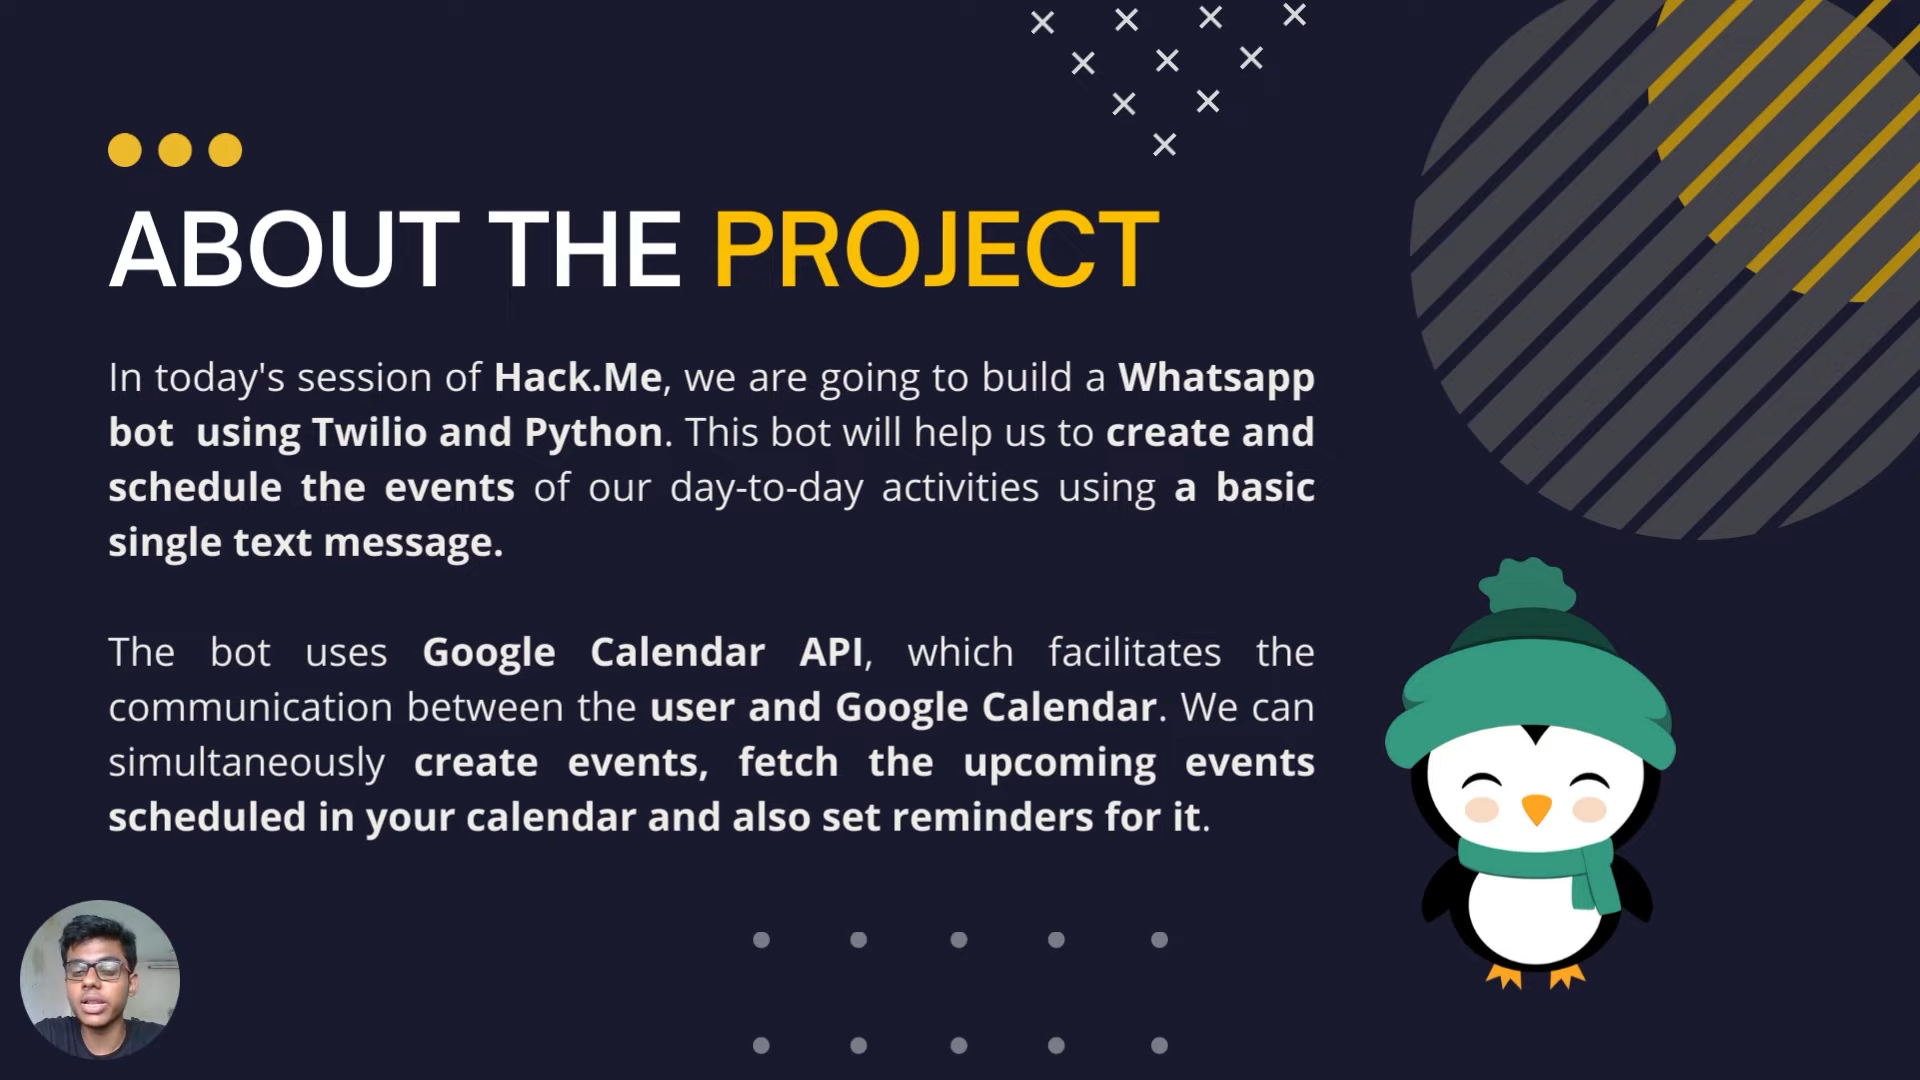 ABOUT THE PROJECT
In today's session of Hack.Me, we are going to build a Whatsapp
bot using Twilio and Python. This bot will help us to create and
schedule the events of our day-to-day activities using a basic
single text message.
The bot uses Google Calendar API, which facilitates the
communication between the user and Google Calendar. We can
simultaneously create events, fetch the upcoming events
scheduled in your calendar and also set reminders for it.